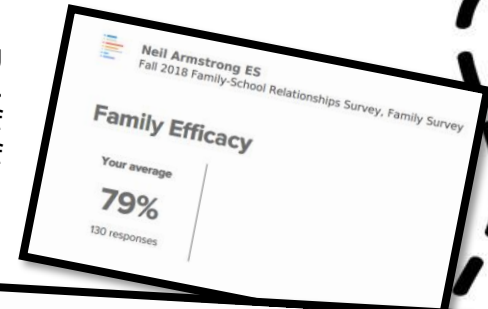 Neil Armstrong ES
Fall 2018 Family-School Relationships Survey, Family Survey
Family Efficacy
Your average
79%
130 responses